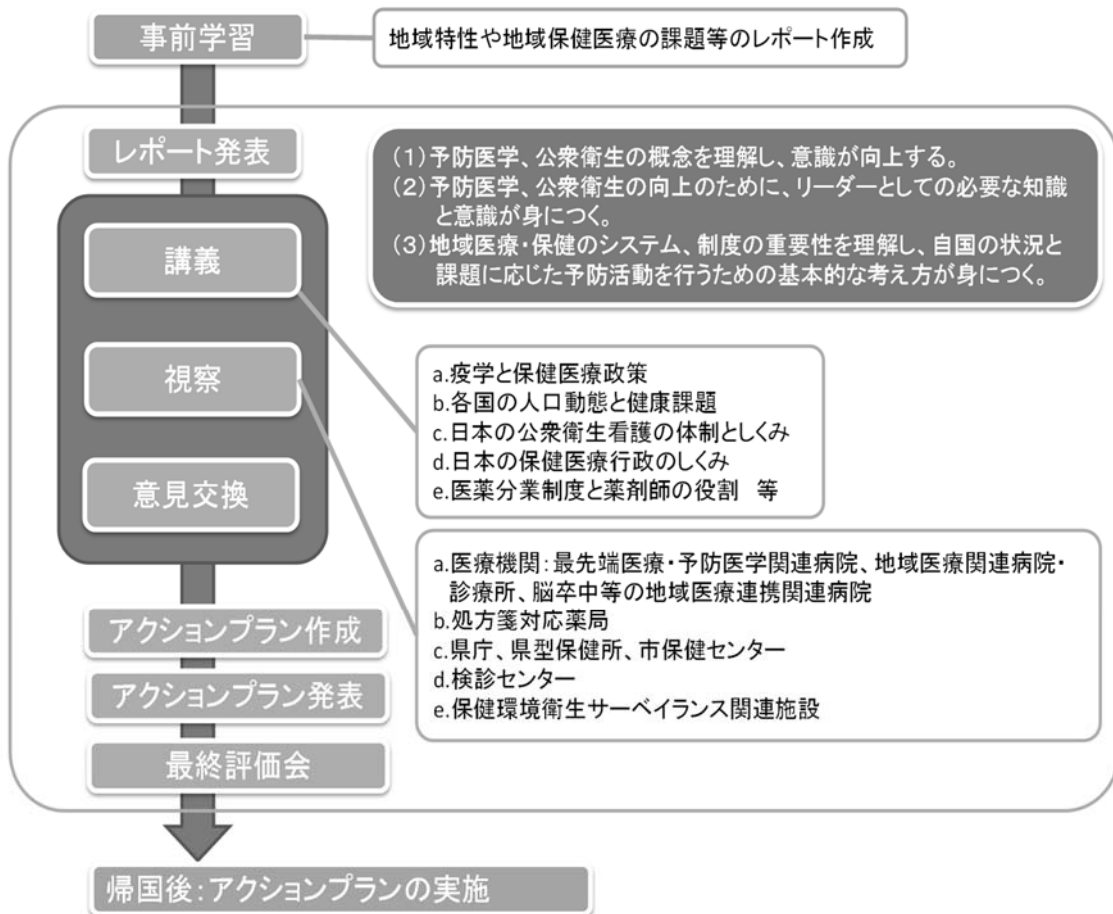 事前学習
地域特性や地域保健医療の課題等のレポート作成
レポート発表
(1)予防医学、公衆衛生の概念を理解し、意識が向上する。
(2)予防医学、公衆衛生の向上のために、リーダーとしての必要な知識
と意識が身につく。
(3)地域医療・保健のシステム、制度の重要性を理解し、自国の状況と
課題に応じた予防活動を行うための基本的な考え方が身につく。
講義
視察
意見交換
a.疫学と保健医療政策
b.各国の人口動態と健康課題
c.日本の公衆衛生看護の体制としくみ
d.日本の保健医療行政のしくみ
e.医薬分業制度と薬剤師の役割　等
a.医療機関：最先端医療・予防医学関連病院、地域医療関連病院・
診療所、脳卒中等の地域医療連携関連病院
b.処方箋対応薬局
c.県庁、県型保健所、市保健センター
d.検診センター
e.保健環境衛生サーベイランス関連施設
アクションプラン作成
アクションプラン発表
最終評価会
帰国後：アクションプランの実施